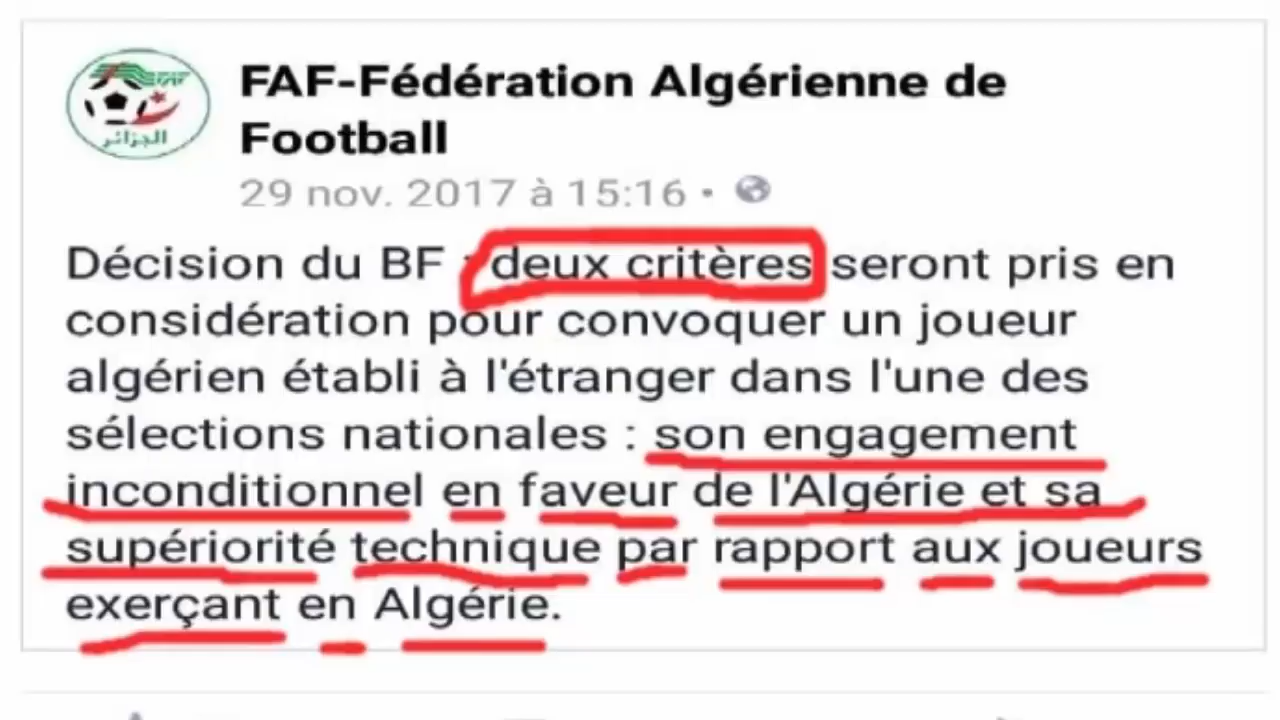 FAF-Fédération Algérienne de
Football
الجزائر
29 nov. 2017 à 15:16 •
Décision du BF : deux critères seront pris en
considération pour convoquer un joueur
algérien établi à l'étranger dans l'une des
sélections nationales : son engagement
inconditionnel en faveur de l'Algérie et sa
supériorité technique par rapport aux joueurs
exerçant en Algérie.